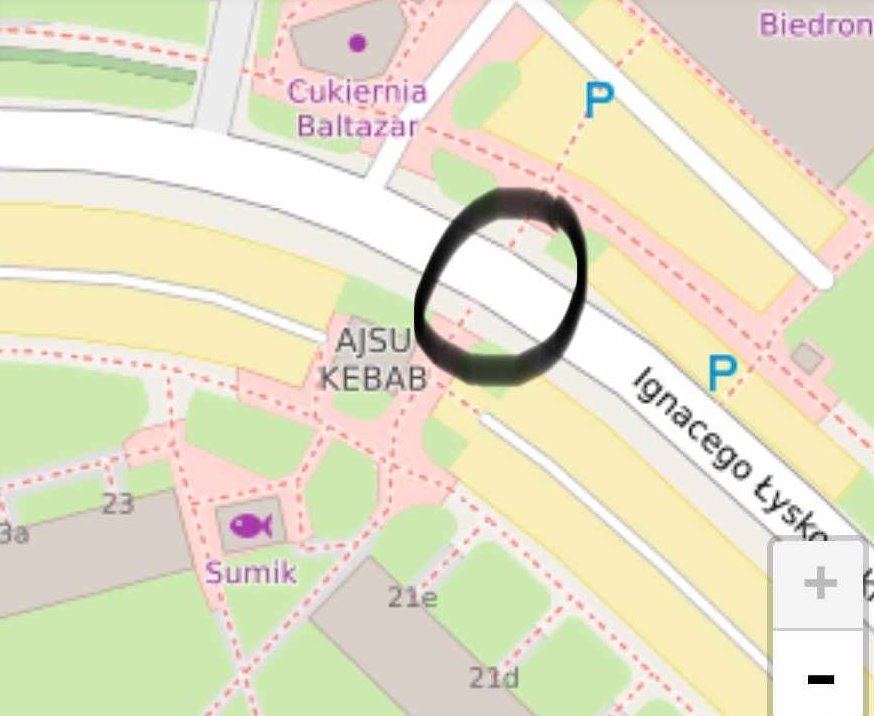 Biedron
P
Cukiernia
Baltazar
AJSU
KEBAB
P
Ignacego Łysko
23
3a
Sumik
21e
21d
+
-